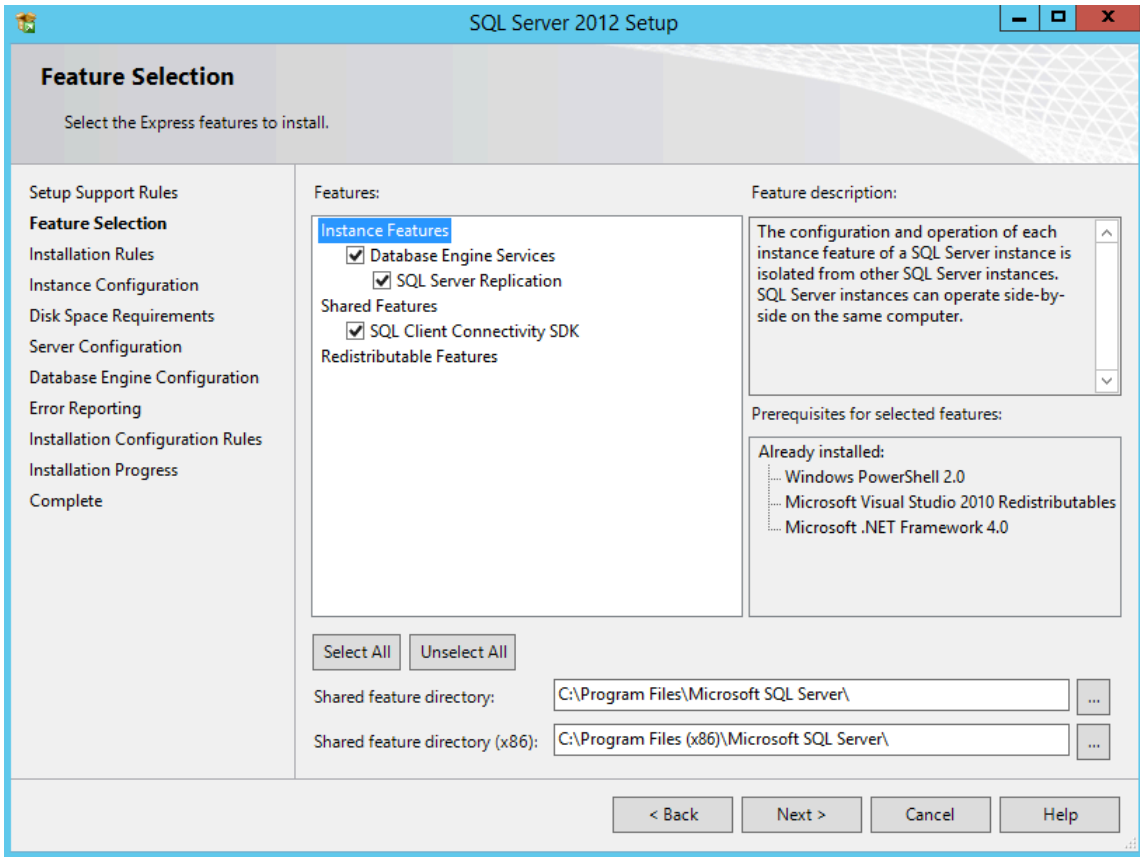 SQL Server 2012 Setup
Feature Selection
Select the Express features to install.
Setup Support Rules
Feature Selection
Installation Rules
Instance Configuration
Disk Space Requirements
Server Configuration
Database Engine Configuration
Error Reporting
Installation Configuration Rules
Installation Progress
Complete
Features:
Instance Features
Database Engine Services
SQL Server Replication
Shared Features
SQL Client Connectivity SDK
Redistributable Features
Feature description:
The configuration and operation of each
instance feature of a SQL Server instance is
isolated from other SQL Server instances.
SQL Server instances can operate side-by-
side on the same computer.
Prerequisites for selected features:
Already installed:
Windows PowerShell 2.0
Microsoft Visual Studio 2010 Redistributables
Microsoft .NET Framework 4.0
Select All
Unselect All
Shared feature directory:
C:\Program Files\Microsoft SQL Server\
...
Shared feature directory (x86):
C:\Program Files (x86)\Microsoft SQL Server\
...
< Back
Next >
Cancel
Help